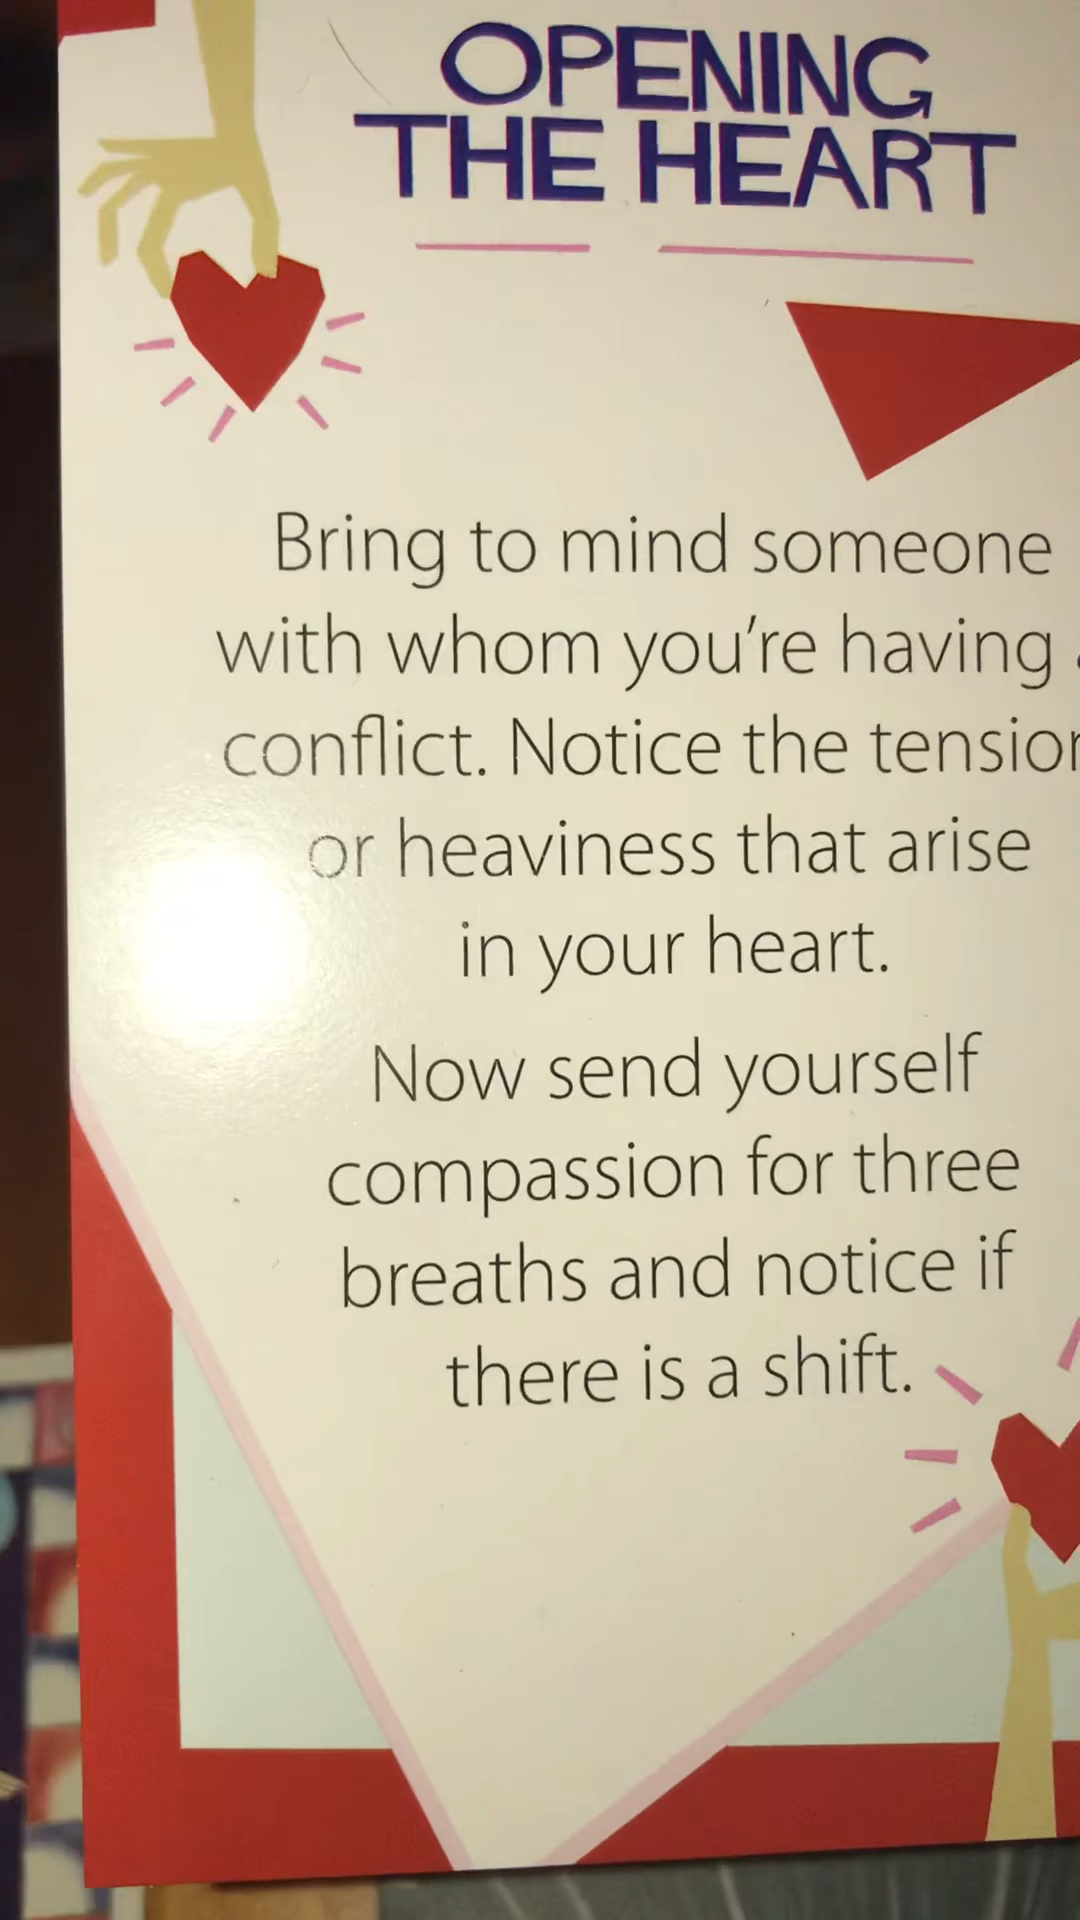 OPENING
THE HEART
Bring to mind someone
with whom you're having
conflict. Notice the tension
or heaviness that arise
in your heart.
Now send yourself
compassion for three
breaths and notice if
there is a shift.